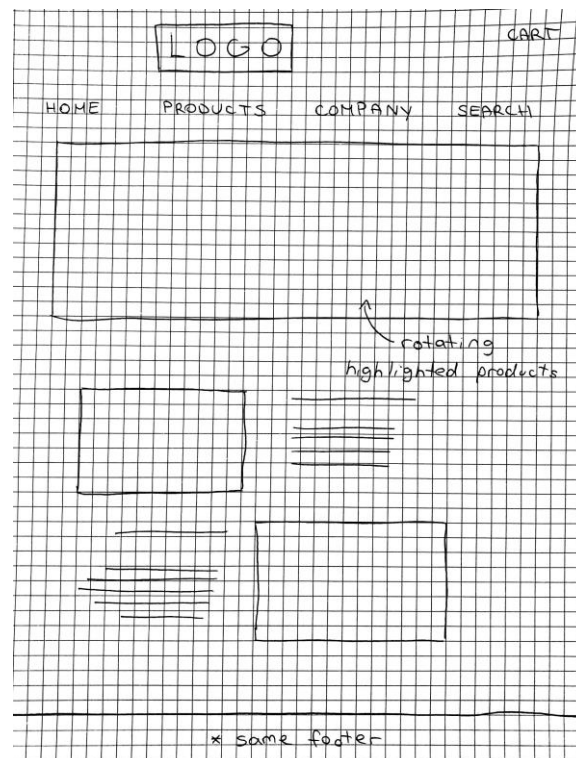 LOGO
CART
HOME PRODUCTS COMPANY SEARCH
rotating
highlighted products
* same footer